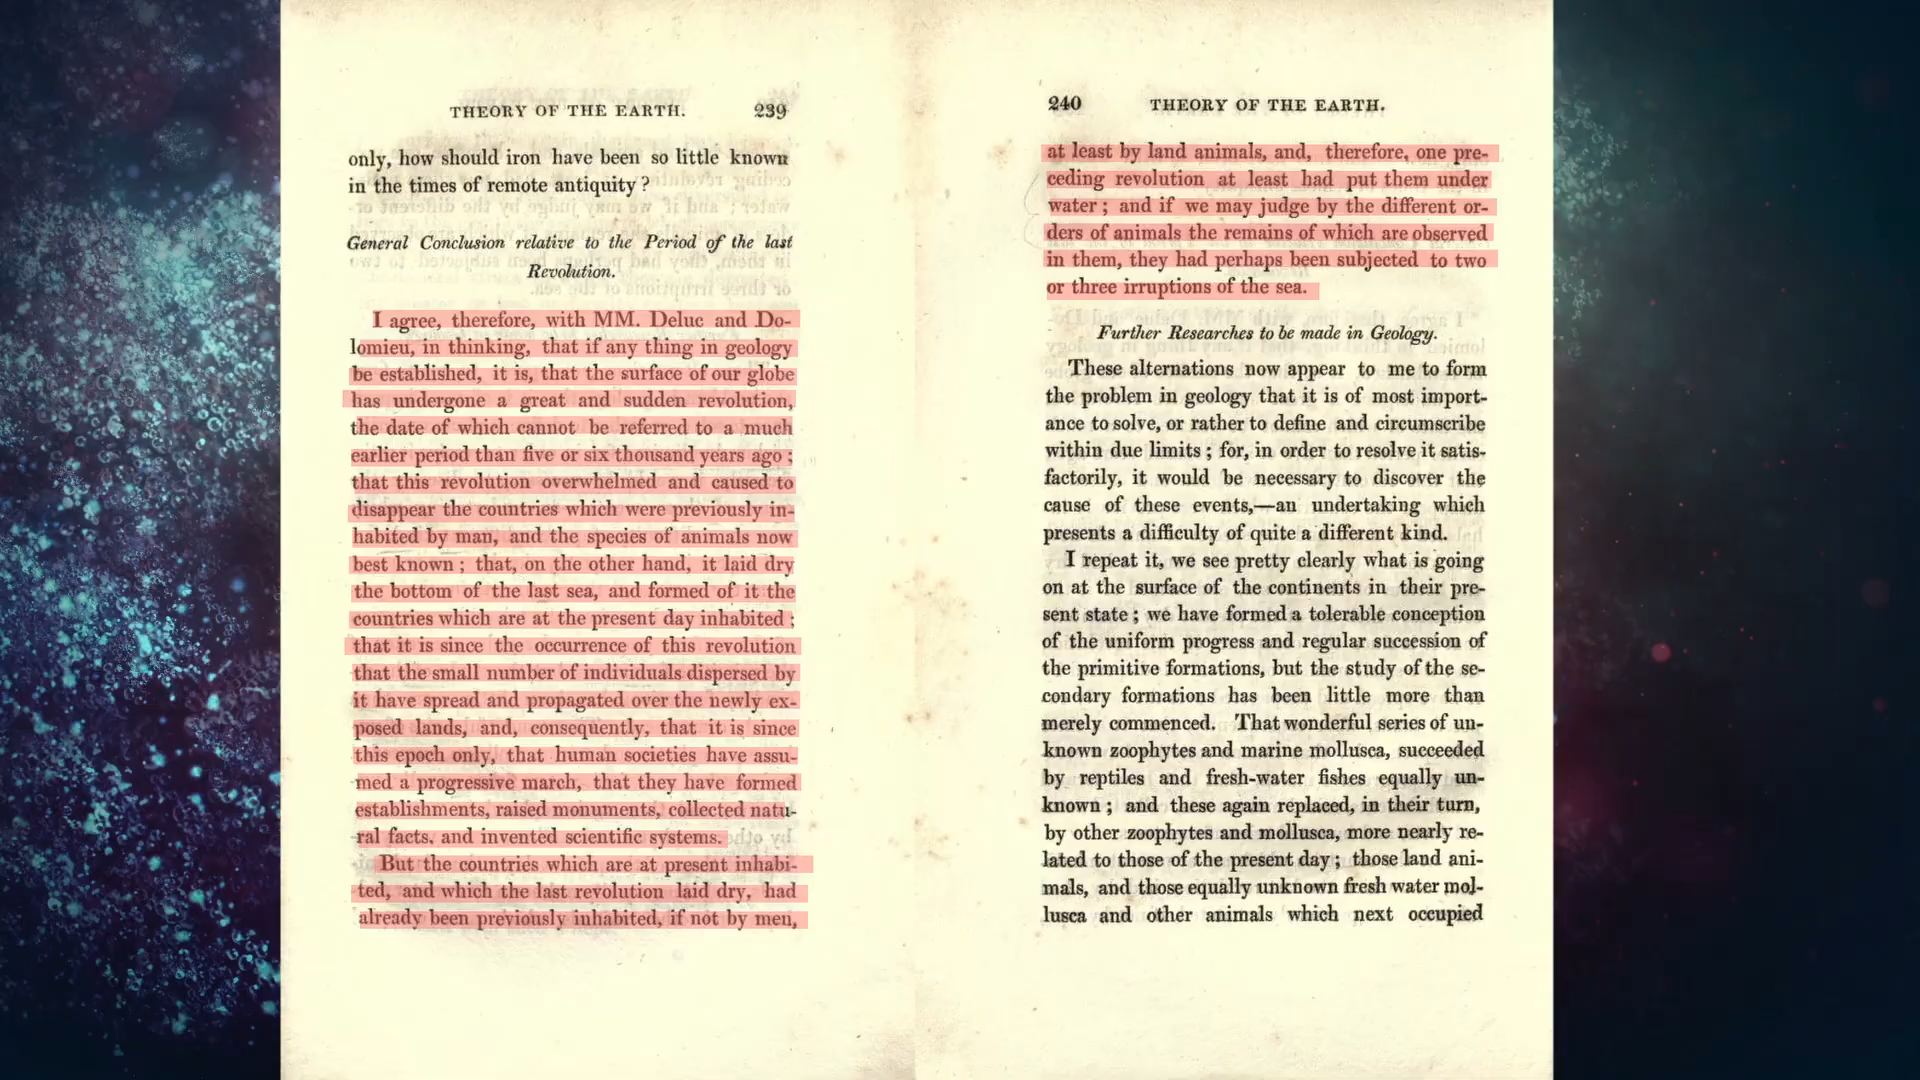 THEORY OF THE EARTH. 239
only, how should iron have been so little known
in the times of remote antiquity ?
General Conclusion relative to the Period of the last
Revolution.
I agree, therefore, with MM. Deluc and Do-
lomieu, in thinking, that if any thing in geology
be established, it is, that the surface of our globe
has undergone a great and sudden revolution,
the date of which cannot be referred to a much
earlier period than five or six thousand years ago ;
that this revolution overwhelmed and caused to
disappear the countries which were previously in-
habited by man, and the species of animals now
best known ; that, on the other hand, it laid dry
the bottom of the last sea, and formed of it the
countries which are at the present day inhabited ;
that it is since the occurrence of this revolution
that the small number of individuals dispersed by
it have spread and propagated over the newly ex-
posed lands, and, consequently, that it is since
this epoch only, that human societies have assu-
med a progressive march, that they have formed
establishments, raised monuments, collected natu-
ral facts, and invented scientific systems.
But the countries which are at present inhabi-
ted, and which the last revolution laid dry, had
already been previously inhabited, if not by men,
240 THEORY OF THE EARTH.
at least by land animals, and, therefore, one pre-
ceding revolution at least had put them under
water ; and if we may judge by the different or-
ders of animals the remains of which are observed
in them, they had perhaps been subjected to two
or three irruptions of the sea.
Further Researches to be made in Geology.
These alternations now appear to me to form
the problem in geology that it is of most import-
ance to solve, or rather to define and circumscribe
within due limits ; for, in order to resolve it satis-
factorily, it would be necessary to discover the
cause of these events,—an undertaking which
presents a difficulty of quite a different kind.
I repeat it, we see pretty clearly what is going
on at the surface of the continents in their pre-
sent state ; we have formed a tolerable conception
of the uniform progress and regular succession of
the primitive formations, but the study of the se-
condary formations has been little more than
merely commenced. That wonderful series of un-
known zoophytes and marine mollusca, succeeded
by reptiles and fresh-water fishes equally un-
known ; and these again replaced, in their turn,
by other zoophytes and mollusca, more nearly re-
lated to those of the present day ; those land ani-
mals, and those equally unknown fresh water mol-
lusca and other animals which next occupied